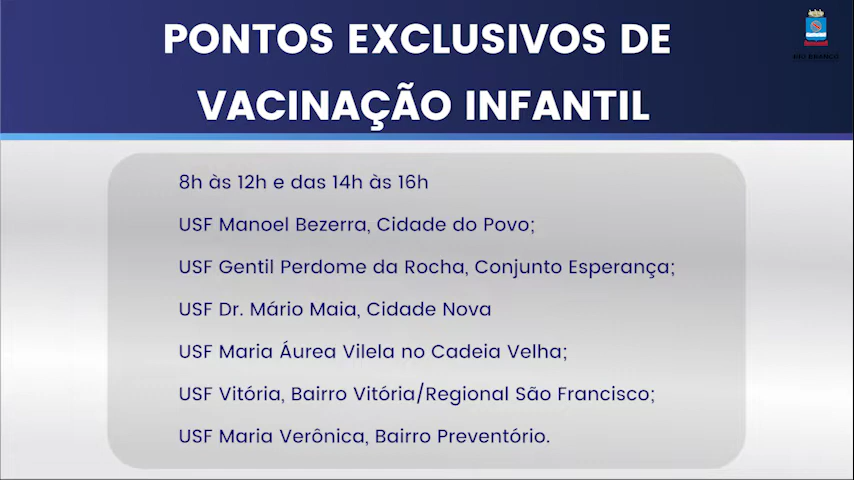 PONTOS EXCLUSIVOS DE
VACINAÇÃO INFANTIL
RIO BRANCO
8h às 12h e das 14h às 16h
USF Manoel Bezerra, Cidade do Povo;
USF Gentil Perdome da Rocha, Conjunto Esperança;
USF Dr. Mário Maia, Cidade Nova
USF Maria Áurea Vilela no Cadeia Velha;
USF Vitória, Bairro Vitória/Regional São Francisco;
USF Maria Verônica, Bairro Preventório.